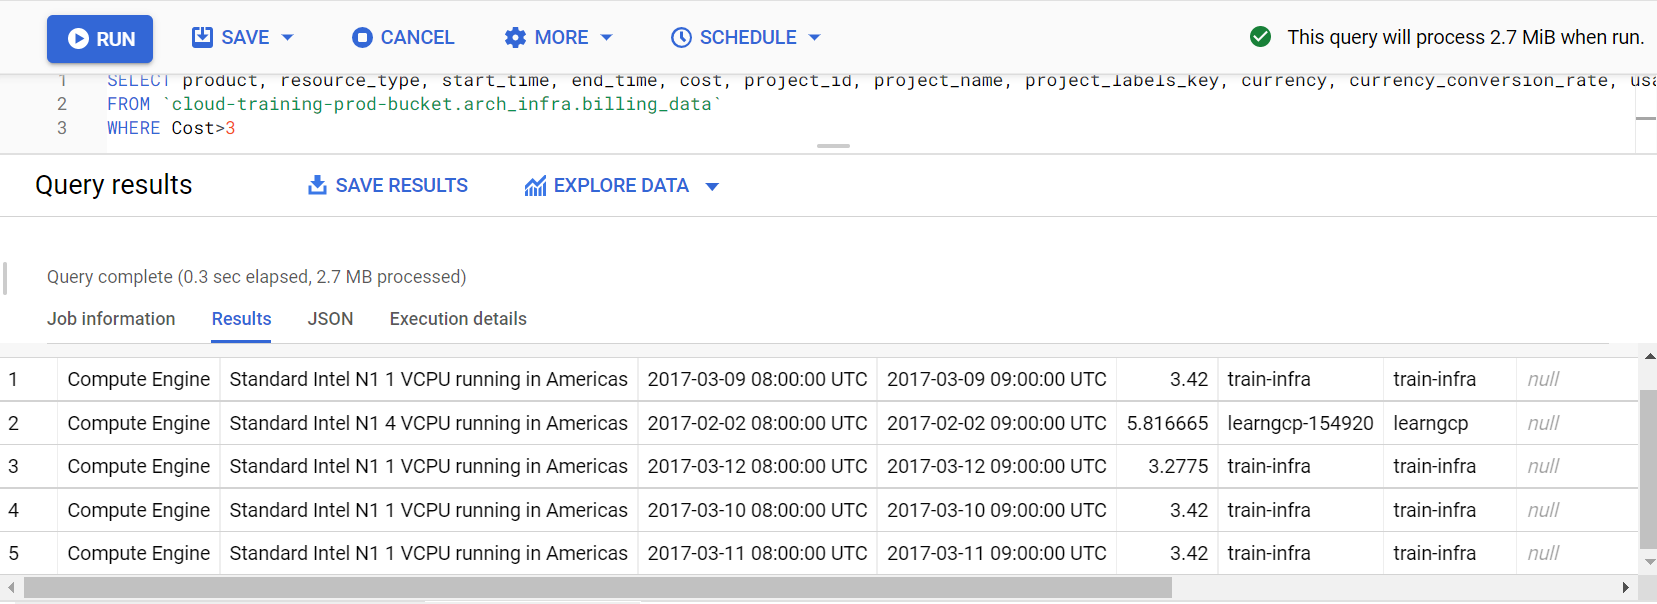 RUN SAVE CANCEL MORE SCHEDULE This query will process 2.7 MiB when run.
1 SELECT product, resource_type, start_time, end_time, cost, project_id, project_name, project_labels_key, currency, currency_conversion_rate, usa
2 FROM `cloud-training-prod-bucket.arch_infra.billing_data`
3 WHERE Cost>3
Query results SAVE RESULTS EXPLORE DATA
Query complete (0.3 sec elapsed, 2.7 MB processed)
Job information Results JSON Execution details
1 Compute Engine Standard Intel N1 1 VCPU running in Americas 2017-03-09 08:00:00 UTC 2017-03-09 09:00:00 UTC 3.42 train-infra train-infra null
2 Compute Engine Standard Intel N1 4 VCPU running in Americas 2017-02-02 08:00:00 UTC 2017-02-02 09:00:00 UTC 5.816665 learngcp-154920 learngcp null
3 Compute Engine Standard Intel N1 1 VCPU running in Americas 2017-03-12 08:00:00 UTC 2017-03-12 09:00:00 UTC 3.2775 train-infra train-infra null
4 Compute Engine Standard Intel N1 1 VCPU running in Americas 2017-03-10 08:00:00 UTC 2017-03-10 09:00:00 UTC 3.42 train-infra train-infra null
5 Compute Engine Standard Intel N1 1 VCPU running in Americas 2017-03-11 08:00:00 UTC 2017-03-11 09:00:00 UTC 3.42 train-infra train-infra null